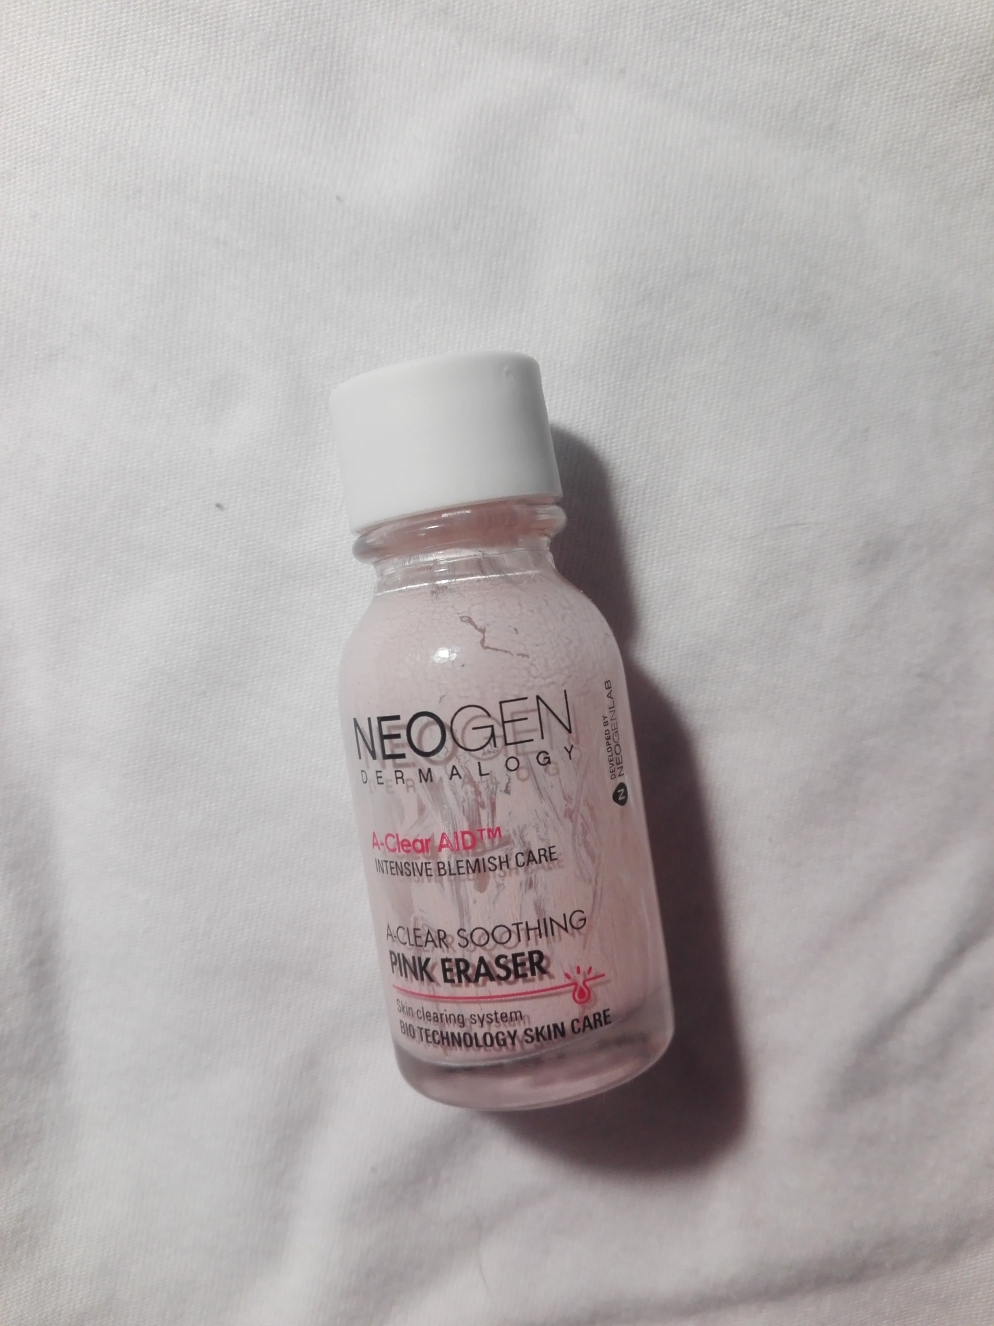 NEOGEN
DERMALOGY
A-Clear AID™
INTENSIVE BLEMISH CARE
A-CLEAR SOOTHING
PINK ERASER
Skin clearing system
BIO TECHNOLOGY SKIN CARE
DEVELOPED BY
NEOGENLAB
N